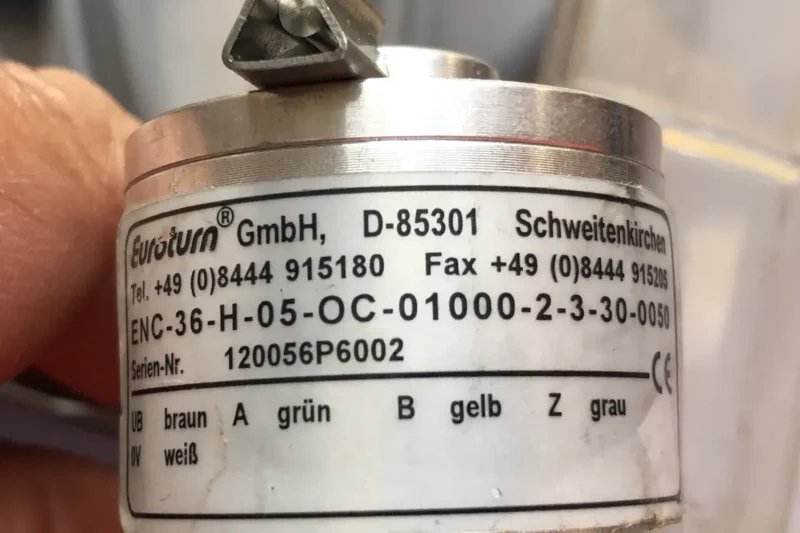 Euroturn® GmbH, D-85301 Schweitenkirchen
Tel. +49 (0)8444 915180 Fax +49 (0)8444 915205
ENC-36-H-05-OC-01000-2-3-30-0050
Serien-Nr. 120056P6002
CE
UB braun A grün B gelb Z grau
0V weiß